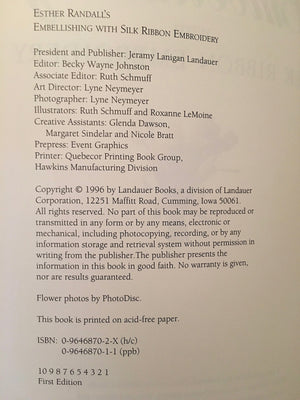 ESTHER RANDALL'S
EMBELLISHING WITH SILK RIBBON EMBROIDERY
President and Publisher: Jeramy Lanigan Landauer
Editor: Becky Wayne Johnston
Associate Editor: Ruth Schmuff
Art Director: Lyne Neymeyer
Photographer: Lyne Neymeyer
Illustrators: Ruth Schmuff and Roxanne LeMoine
Creative Assistants: Glenda Dawson,
Margaret Sindelar and Nicole Bratt
Prepress: Event Graphics
Printer: Quebecor Printing Book Group,
Hawkins Manufacturing Division
Copyright © 1996 by Landauer Books, a division of Landauer
Corporation, 12251 Maffitt Road, Cumming, Iowa 50061.
All rights reserved. No part of this book may be reproduced or
transmitted in any form or by any means, electronic or
mechanical, including photocopying, recording, or by any
information storage and retrieval system without permission in
writing from the publisher.The publisher presents the
information in this book in good faith. No warranty is given,
nor are results guaranteed.
Flower photos by PhotoDisc.
This book is printed on acid-free paper.
ISBN: 0-9646870-2-X (h/c)
0-9646870-1-1 (ppb)
10 9 8 7 6 5 4 3 2 1
First Edition